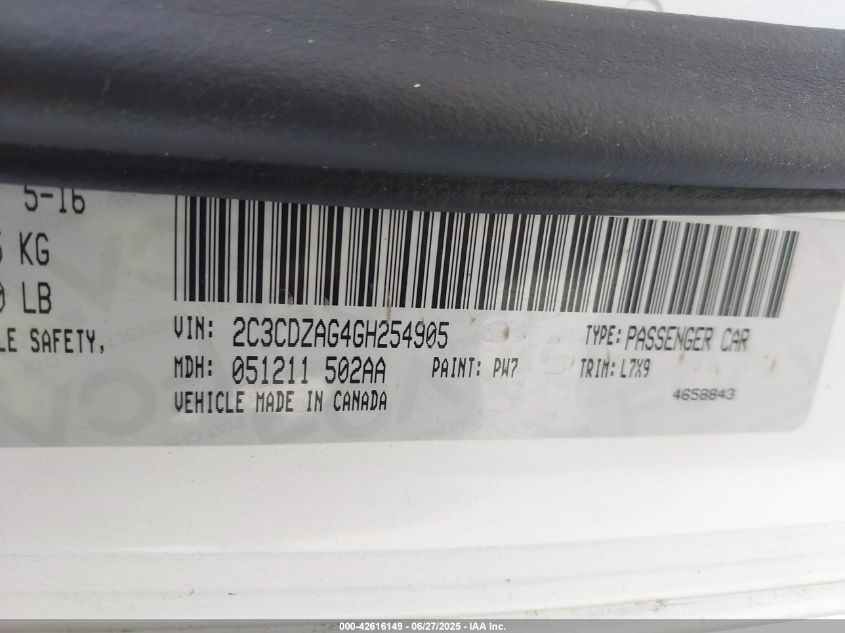 5-16
KG
LB
LE SAFETY,
VIN: 2C3CDZAG4GH254905 TYPE: PASSENGER CAR
MDH: 051211 502AA PAINT: PW7 TRIM: L7X9
VEHICLE MADE IN CANADA 4658843
000-42616149 - 06/27/2025 - IAA Inc.